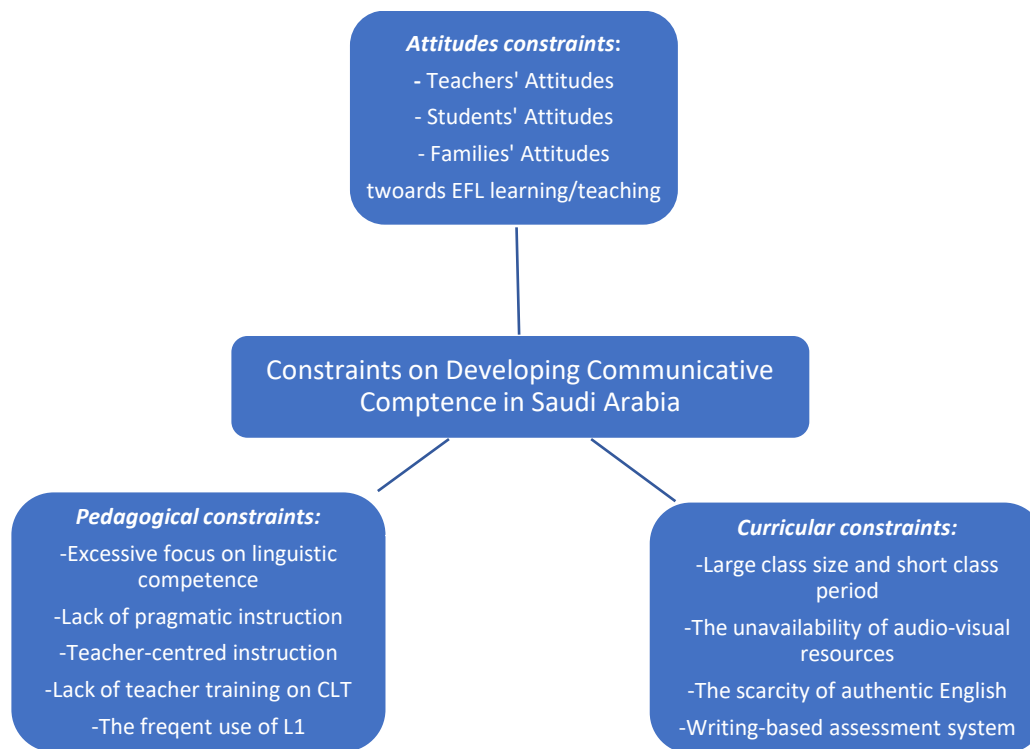 Attitudes constraints:
- Teachers' Attitudes
- Students' Attitudes
- Families' Attitudes
twoards EFL learning/teaching
Constraints on Developing Communicative
Comptence in Saudi Arabia
Pedagogical constraints:
-Excessive focus on linguistic
competence
-Lack of pragmatic instruction
-Teacher-centred instruction
-Lack of teacher training on CLT
-The freqent use of L1
Curricular constraints:
-Large class size and short class
period
-The unavailability of audio-visual
resources
-The scarcity of authentic English
-Writing-based assessment system